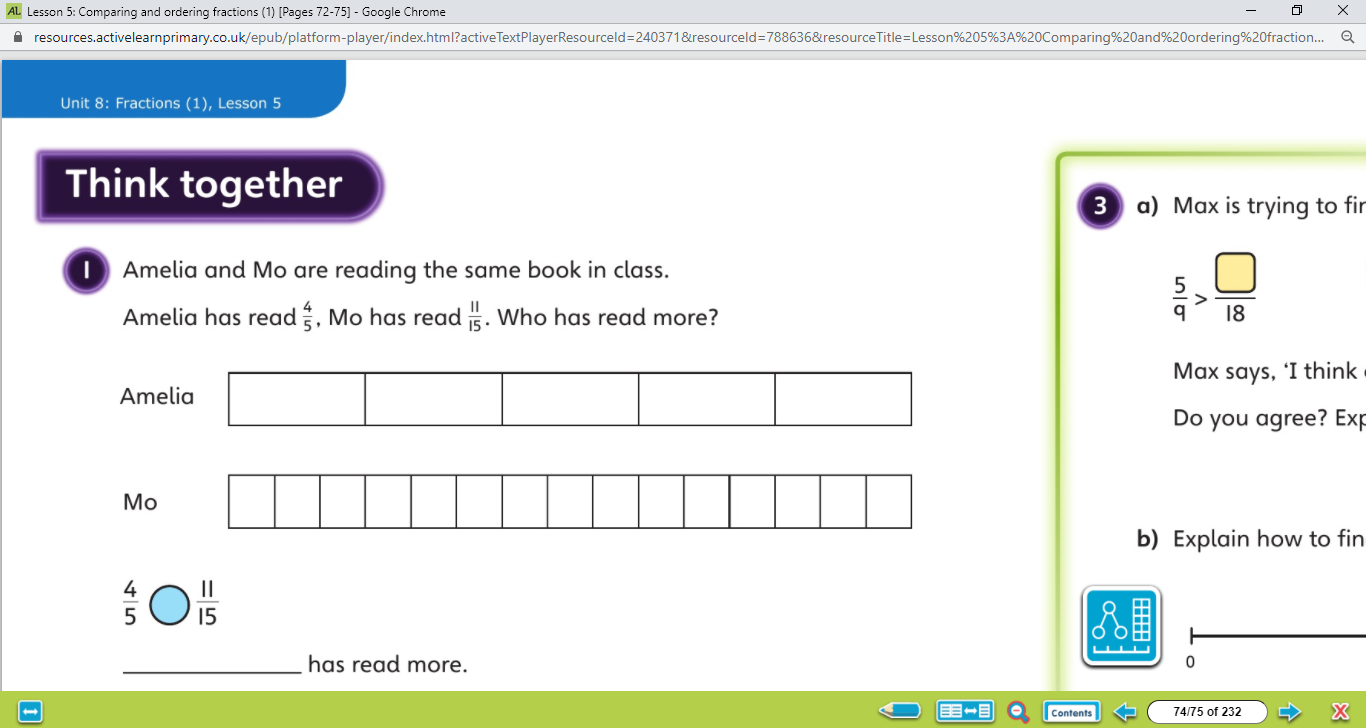 Lesson 5: Comparing and ordering fractions (1) [Pages 72-75] - Google Chrome
resources.activelearnprimary.co.uk/epub/platform-player/index.html?activeTextPlayerResourceId=240371&resourceId=788636&resourceTitle=Lesson%205%3A%20Comparing%20and%20ordering%20fraction...
Unit 8: Fractions (1), Lesson 5
Think together
1 Amelia and Mo are reading the same book in class.
Amelia has read 4/5, Mo has read 11/15. Who has read more?
Amelia
Mo
4/5 11/15
____________ has read more.
3 a) Max is trying to fin
5/9 > /18
Max says, ‘I think
Do you agree? Exp
b) Explain how to fin
0
Contents
74/75 of 232